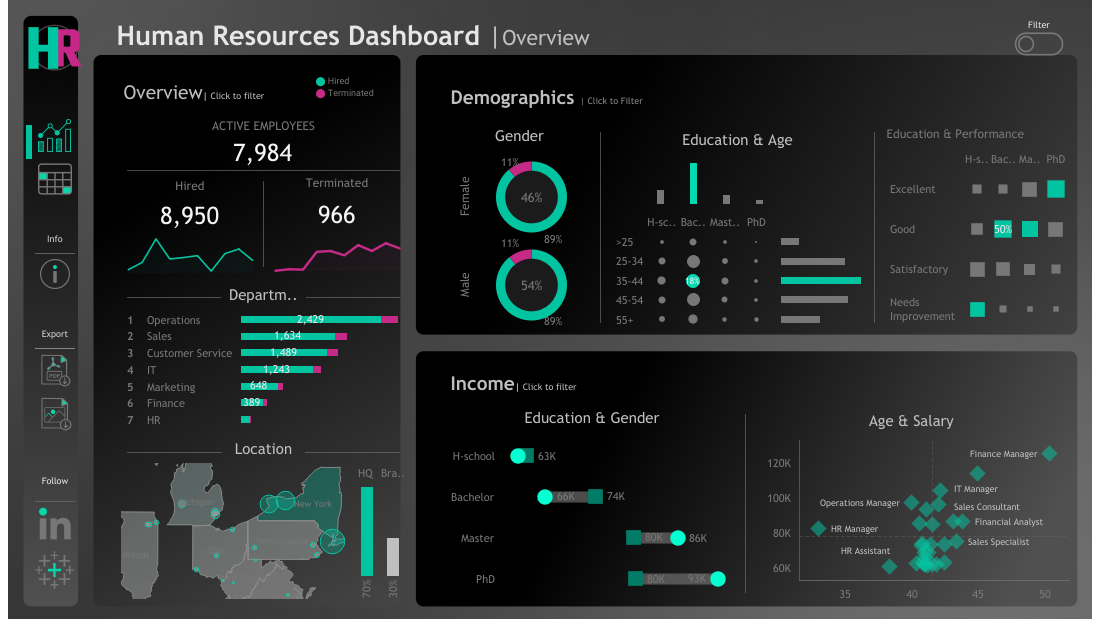 HR
Human Resources Dashboard | Overview
Filter
Info
Export
PDF
Follow
in
Overview | Click to filter
Hired
Terminated
ACTIVE EMPLOYEES
7,984
Hired
8,950
Terminated
966
Departm..
1 Operations 2,429
2 Sales 1,634
3 Customer Service 1,489
4 IT 1,243
5 Marketing 648
6 Finance 389
7 HR
Location
HQ Bra..
New York
70% 30%
Demographics | Click to Filter
Gender
Female
11%
46%
89%
Male
11%
54%
89%
Education & Age
H-sc.. Bac.. Mast.. PhD
>25
25-34
35-44 18%
45-54
55+
Education & Performance
H-s.. Bac.. Ma.. PhD
Excellent
Good 50%
Satisfactory
Needs
Improvement
Income | Click to filter
Education & Gender
H-school 63K
Bachelor 66K 74K
Master 80K 86K
PhD 80K 93K
Age & Salary
120K
100K
80K
60K
Finance Manager
IT Manager
Operations Manager
Sales Consultant
Financial Analyst
HR Manager
Sales Specialist
HR Assistant
35 40 45 50